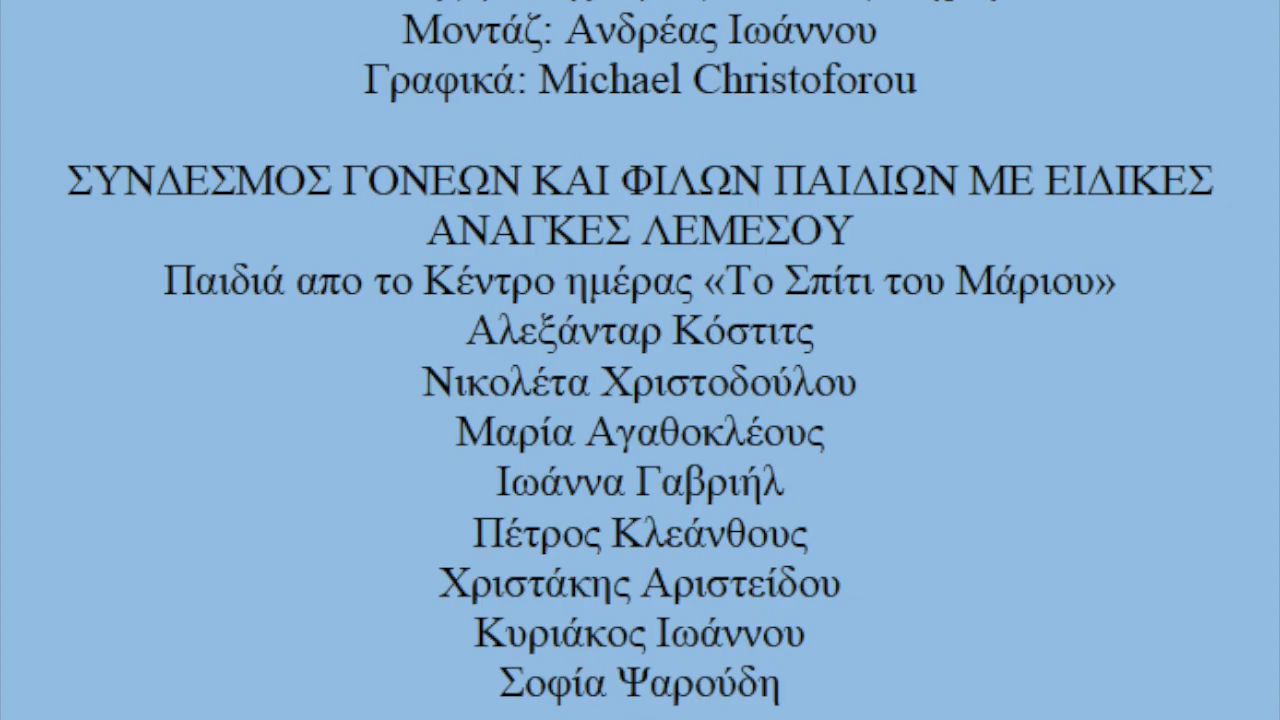 Μοντάζ: Ανδρέας Ιωάννου
Γραφικά: Michael Christoforou
ΣΥΝΔΕΣΜΟΣ ΓΟΝΕΩΝ ΚΑΙ ΦΙΛΩΝ ΠΑΙΔΙΩΝ ΜΕ ΕΙΔΙΚΕΣ
ΑΝΑΓΚΕΣ ΛΕΜΕΣΟΥ
Παιδιά απο το Κέντρο ημέρας «Το Σπίτι του Μάριου»
Αλεξάνταρ Κόστιτς
Νικολέτα Χριστοδούλου
Μαρία Αγαθοκλέους
Ιωάννα Γαβριήλ
Πέτρος Κλεάνθους
Χριστάκης Αριστείδου
Κυριάκος Ιωάννου
Σοφία Ψαρούδη